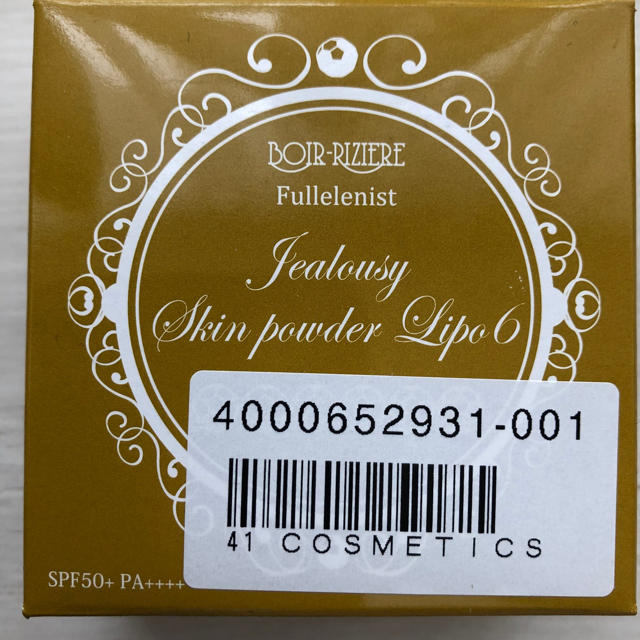 BOIR-RIZIERE
Fullelenist
Jealousy
Skin powder Lipo6
4000652931-001
41 COSMETICS
SPF50+ PA++++